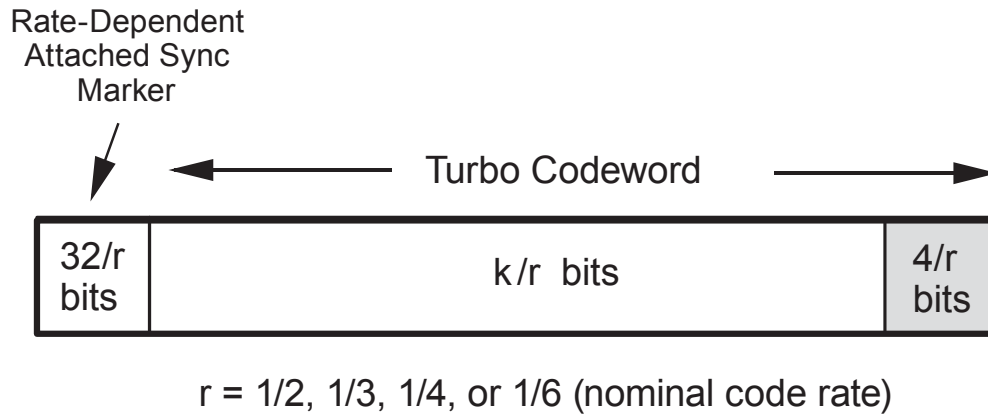 Rate-Dependent
Attached Sync
Marker
Turbo Codeword
32/r
bits
k/r bits
4/r
bits
r = 1/2, 1/3, 1/4, or 1/6 (nominal code rate)